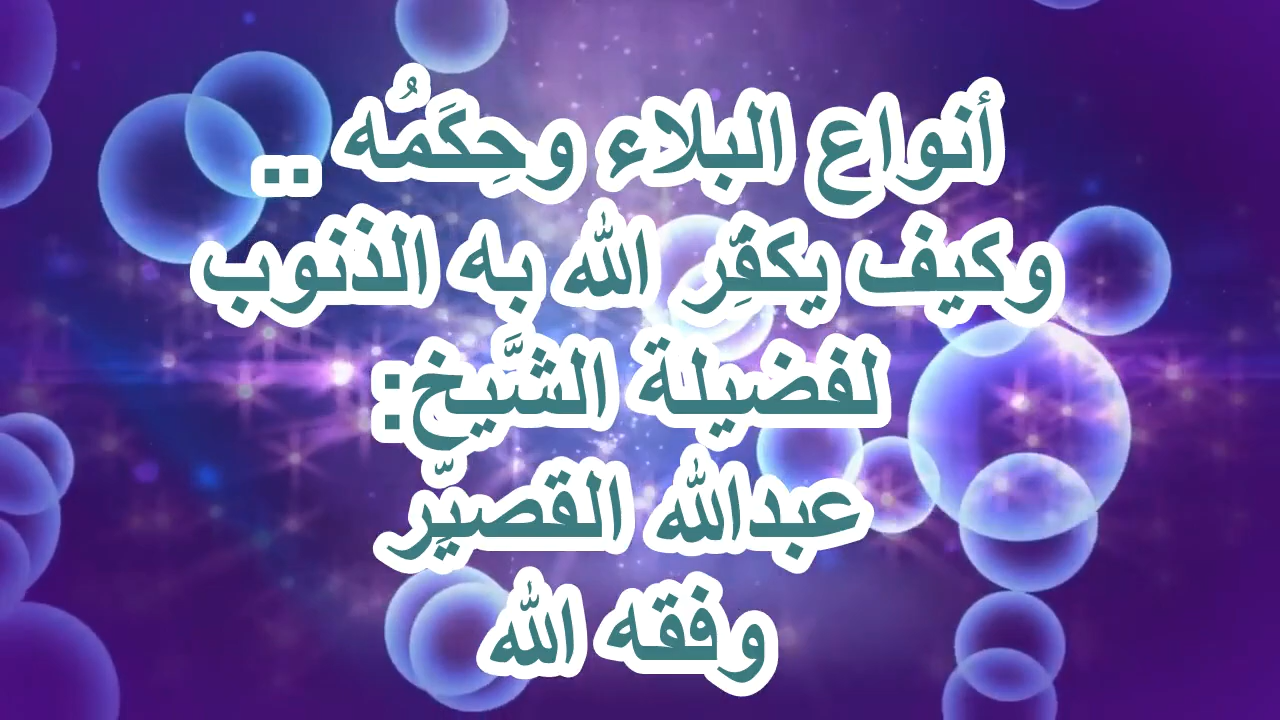 أنواع البلاء وحِكَمُه ..
وكيف يكفِّر الله به الذنوب
لفضيلة الشَّيخ:
عبدالله القصيِّر
وفقه الله